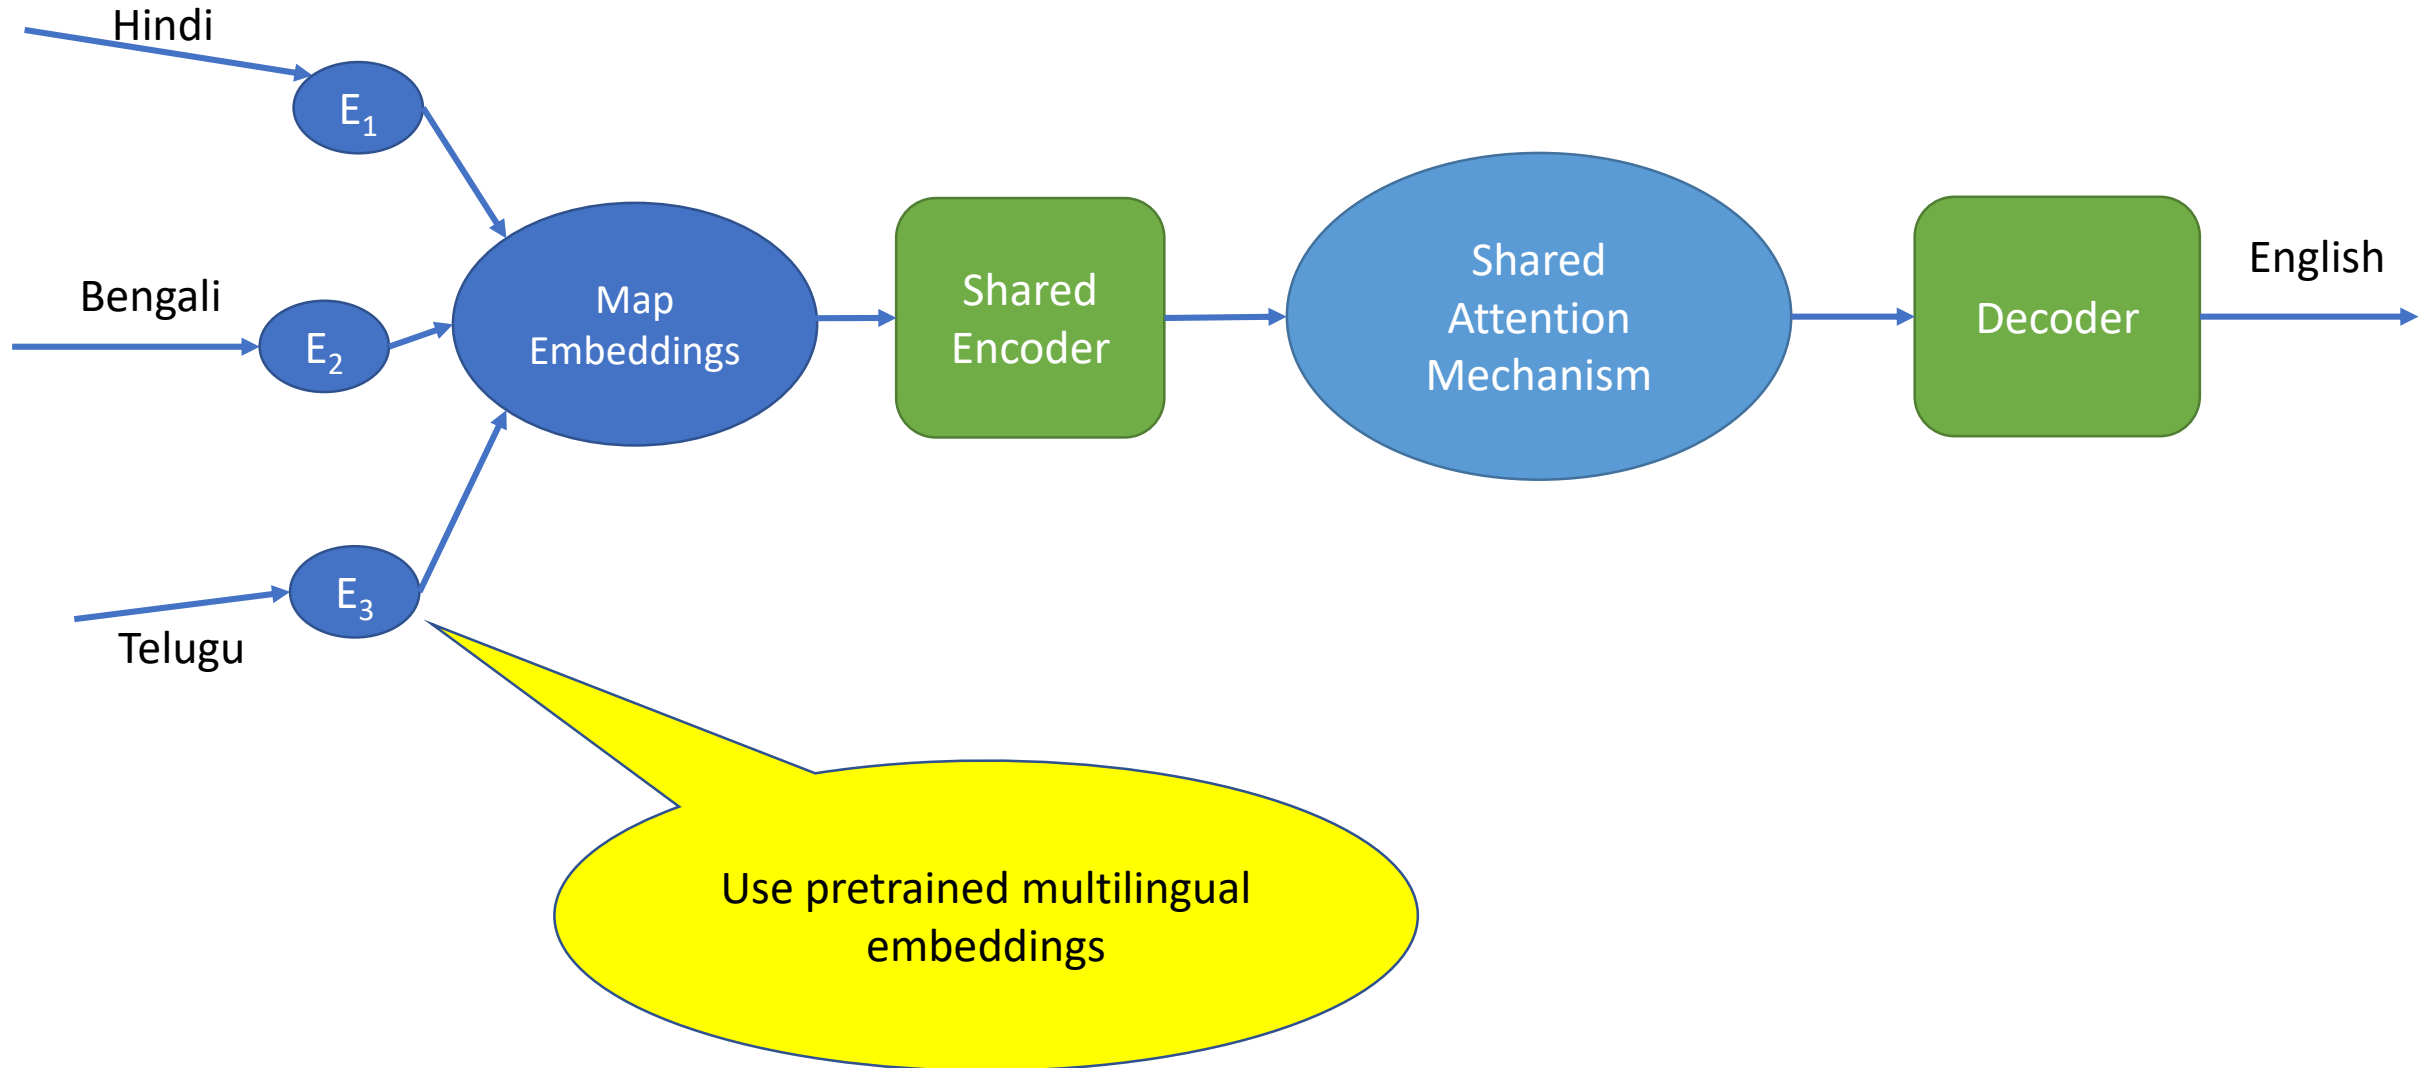 Hindi
E₁
Bengali
E₂
Map
Embeddings
Shared
Encoder
Shared
Attention
Mechanism
Decoder
English
E₃
Telugu
Use pretrained multilingual
embeddings